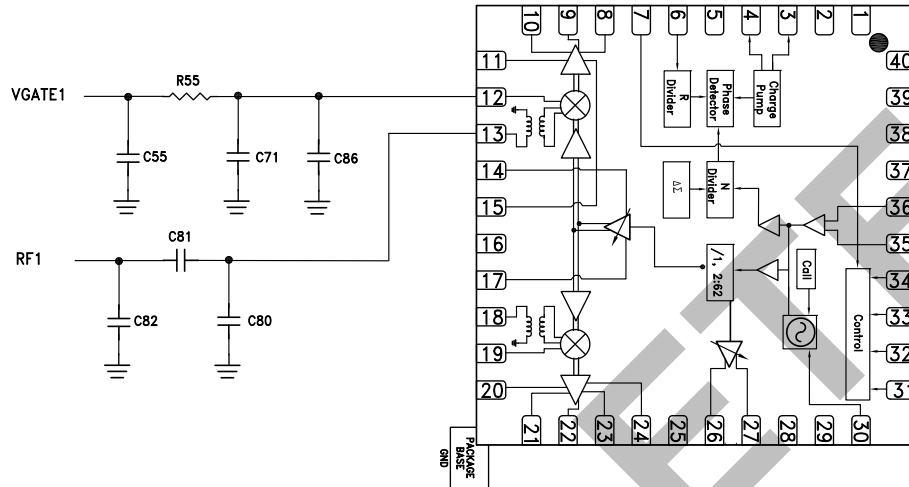 10 9 8 7 6 5 4 3 2 1
VGATE1
R55
C55
C71
C86
RF1
C81
C82
C80
11
12
13
14
15
16
17
18
19
20
R
Divider
Phase
Detector
Charge
Pump
N
Divider
ΔΣ
/1, 2:62
Call
Control
40
39
38
37
36
35
34
33
32
31
21 22 23 24 25 26 27 28 29 30
PACKAGE
BASE
GND
ETE